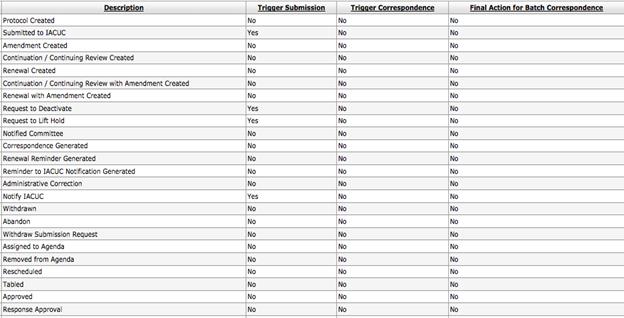 Description Trigger Submission Trigger Correspondence Final Action for Batch Correspondence
Protocol Created No No No
Submitted to IACUC Yes No No
Amendment Created No No No
Continuation / Continuing Review Created No No No
Renewal Created No No No
Continuation / Continuing Review with Amendment Created No No No
Renewal with Amendment Created No No No
Request to Deactivate Yes No No
Request to Lift Hold Yes No No
Notified Committee No No No
Correspondence Generated No No No
Renewal Reminder Generated No No No
Reminder to IACUC Notification Generated No No No
Administrative Correction No No No
Notify IACUC Yes No No
Withdrawn No No No
Abandon No No No
Withdraw Submission Request No No No
Assigned to Agenda No No No
Removed from Agenda No No No
Rescheduled No No No
Tabled No No No
Approved No No No
Response Approval No No No